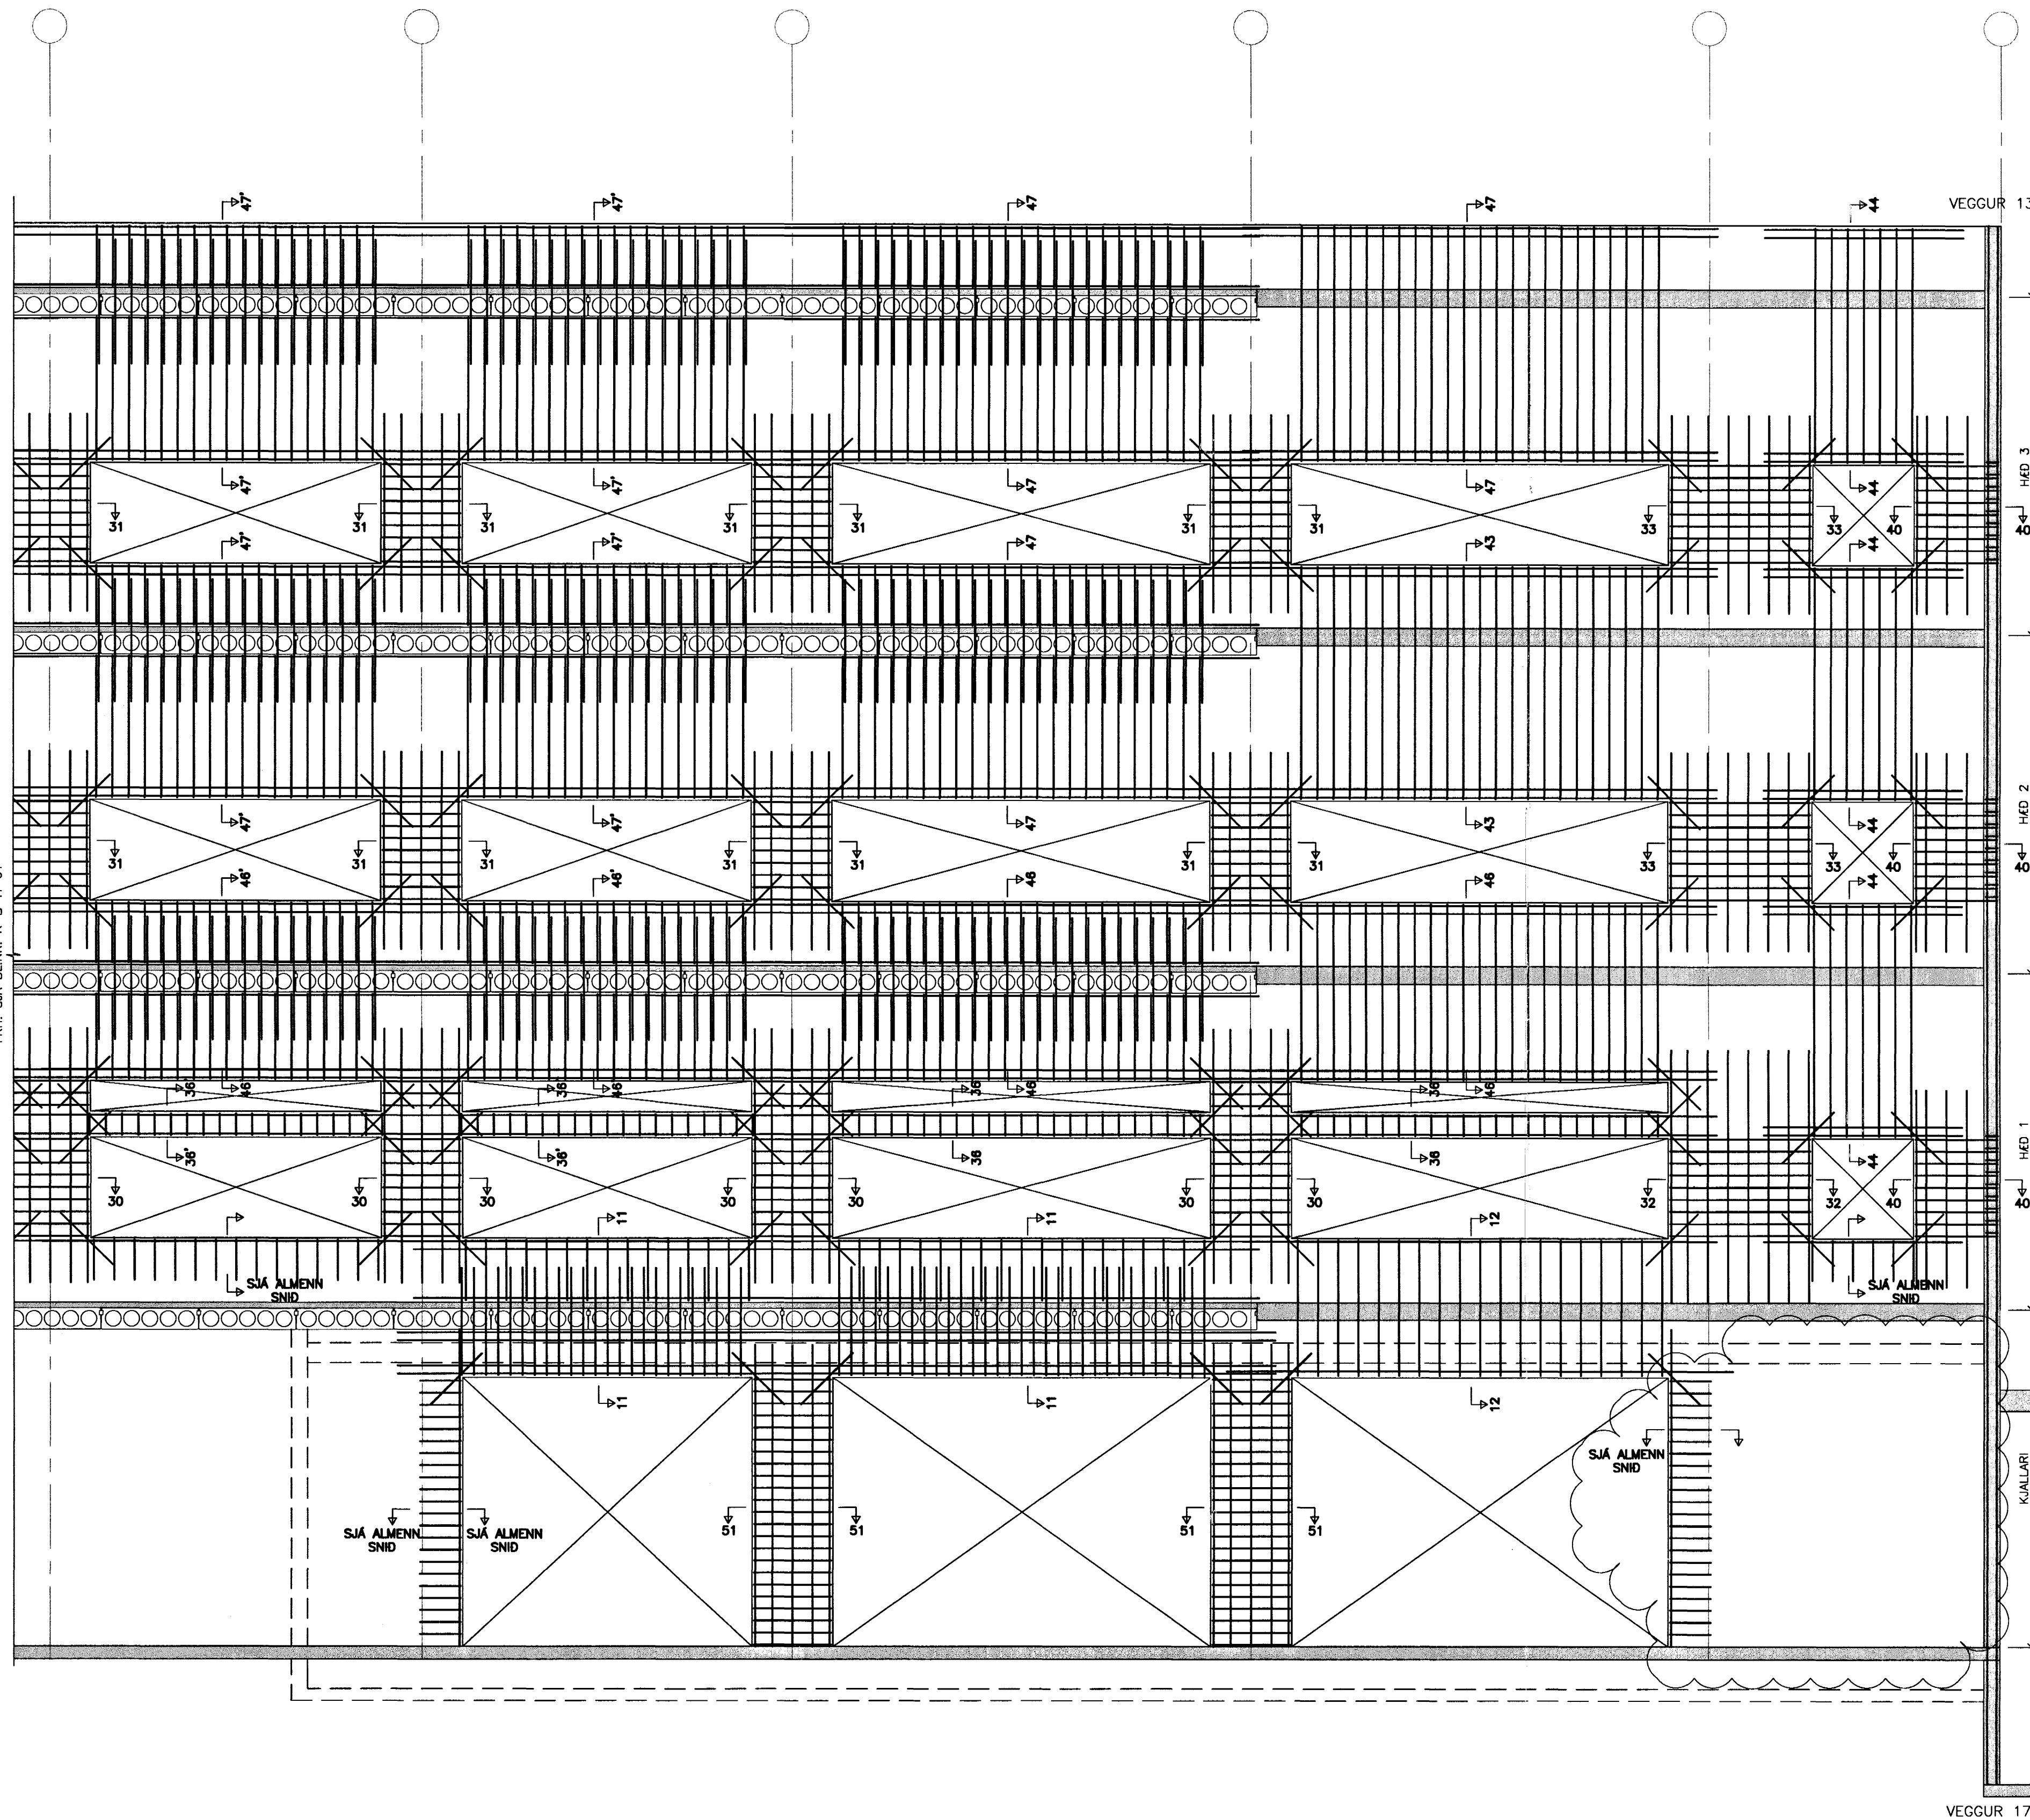 47' 47' 47 47 44
VEGGUR 13
HÆÐ 3
47' 47' 47 47 44
31 31 31 31 31 31 31 33 33 40 40
47' 47' 47 43 44
HÆÐ 2
47' 47' 47 43 44
31 31 31 31 31 31 31 33 33 40 40
46' 46' 46 46 44
HÆÐ 1
36' 46' 36' 46' 36 46 36 46
36' 36' 36 36 44
30 30 30 30 30 30 30 32 32 40 40
11 11 12
SJÁ ALMENN
SNIÐ
SJÁ ALMENN
SNIÐ
11 11 12
SJÁ ALMENN
SNIÐ
KJALLARI
51 51 51 51
SJÁ ALMENN
SNIÐ
SJÁ ALMENN
SNIÐ
VEGGUR 17